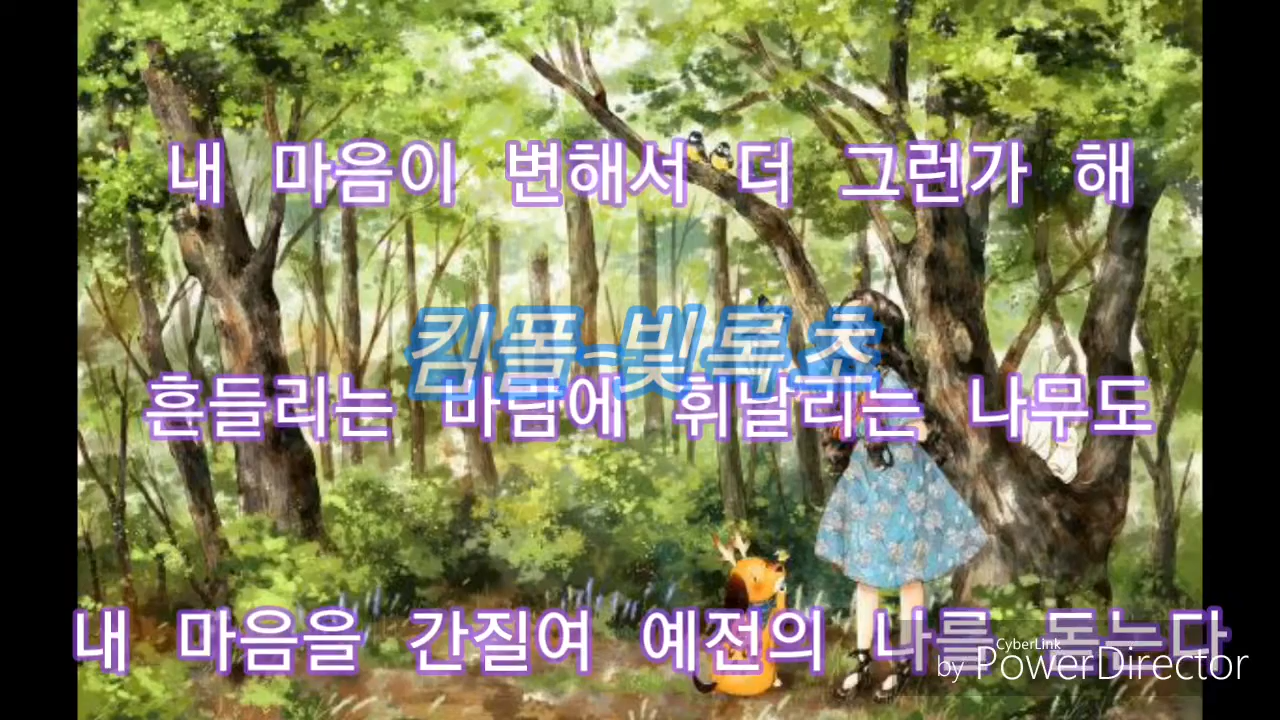 내 마음이 변해서 더 그런가 해
킴폴-빛록초
흔들리는 바람에 휘날리는 나무도
내 마음을 간질여 예전의 나를 돋는다
CyberLink
by PowerDirector